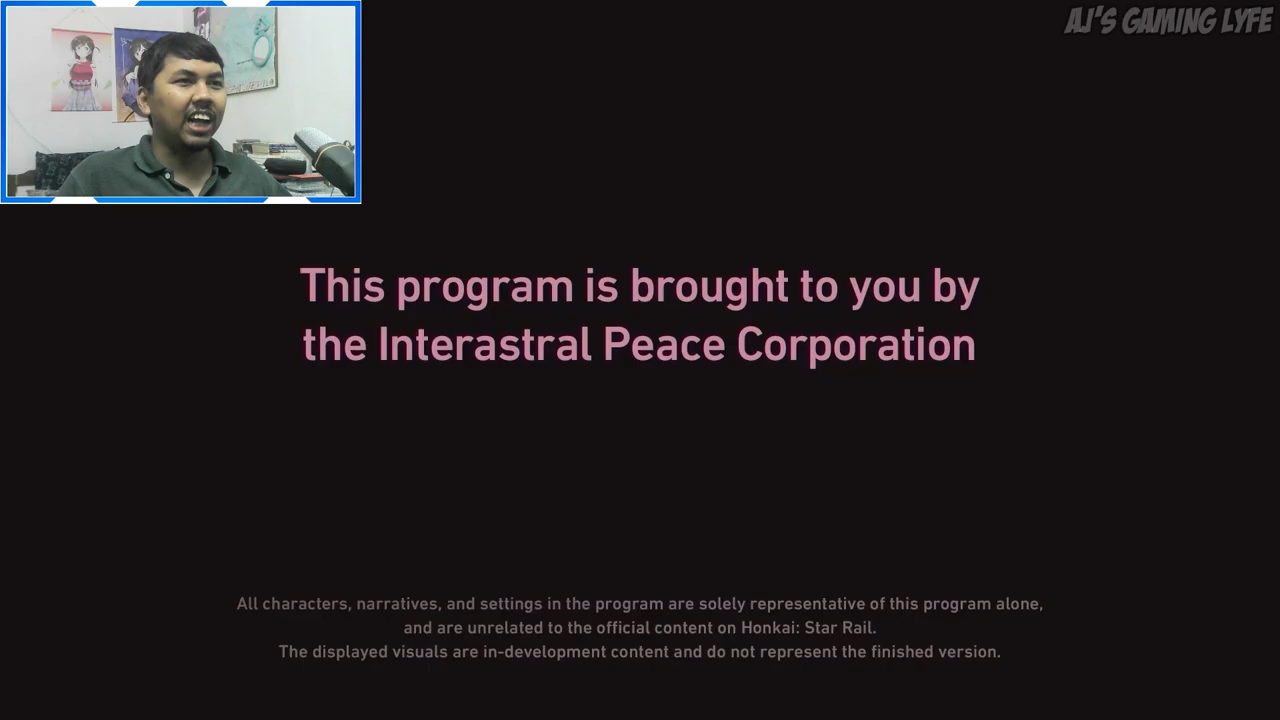 AJ'S GAMING LYFE
This program is brought to you by
the Interastral Peace Corporation
All characters, narratives, and settings in the program are solely representative of this program alone,
and are unrelated to the official content on Honkai: Star Rail.
The displayed visuals are in-development content and do not represent the finished version.